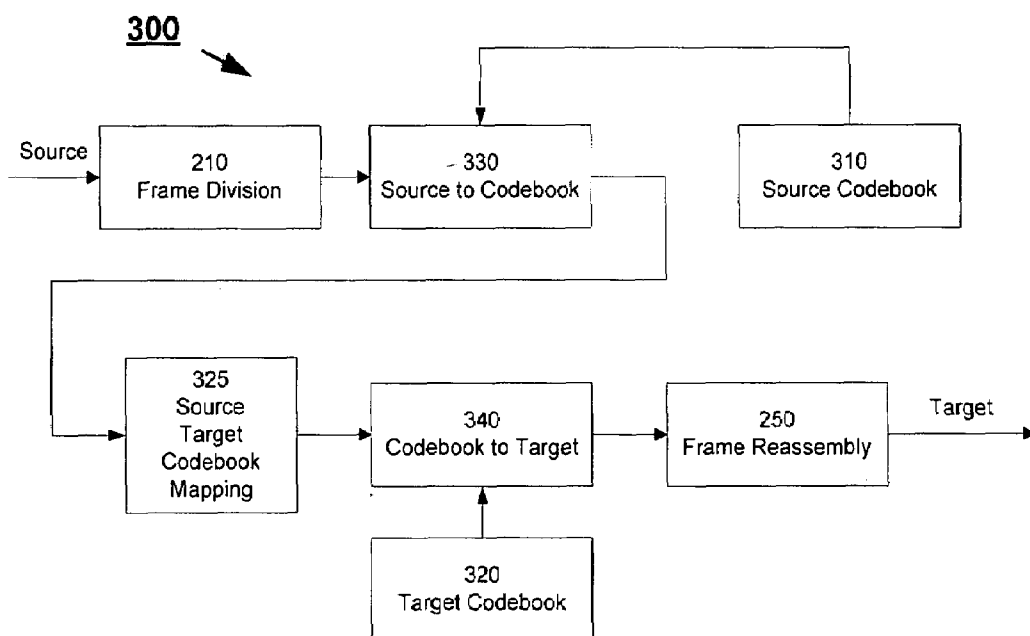 300
Source
210
Frame Division
330
Source to Codebook
310
Source Codebook
325
Source
Target
Codebook
Mapping
340
Codebook to Target
250
Frame Reassembly
Target
320
Target Codebook